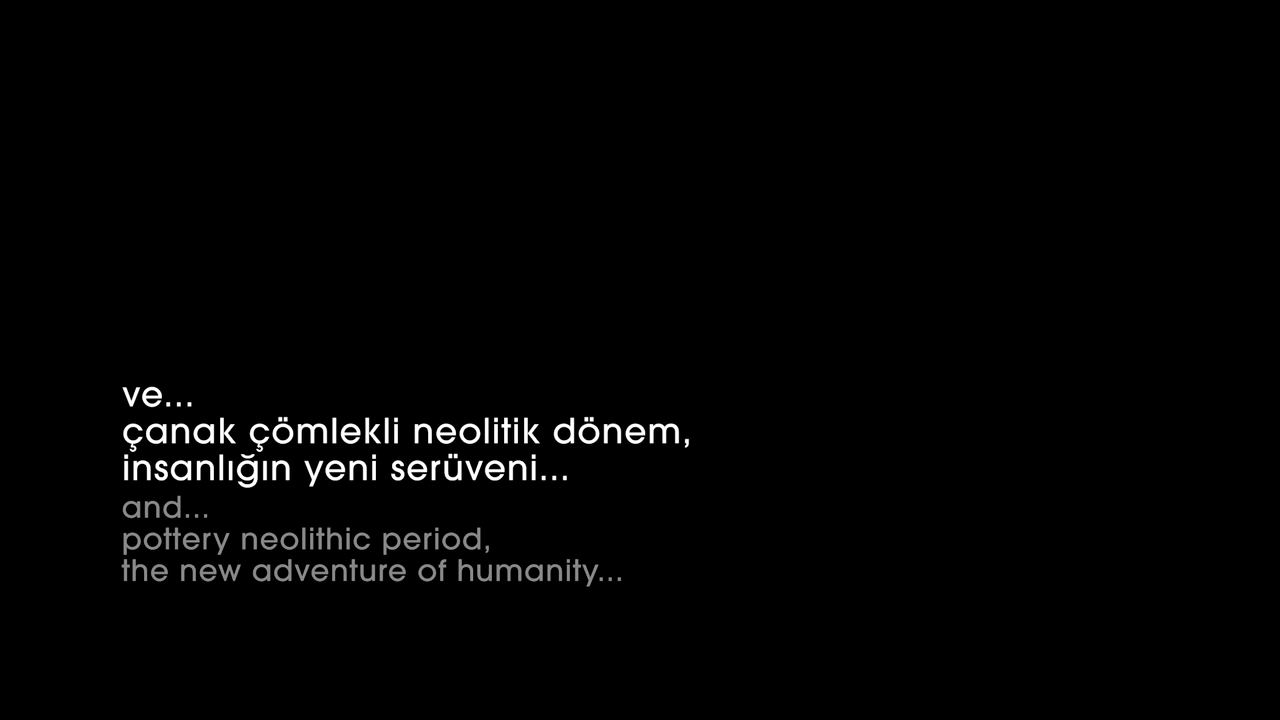 ve...
çanak çömlekli neolitik dönem,
insanlığın yeni serüveni...
and...
pottery neolithic period,
the new adventure of humanity...